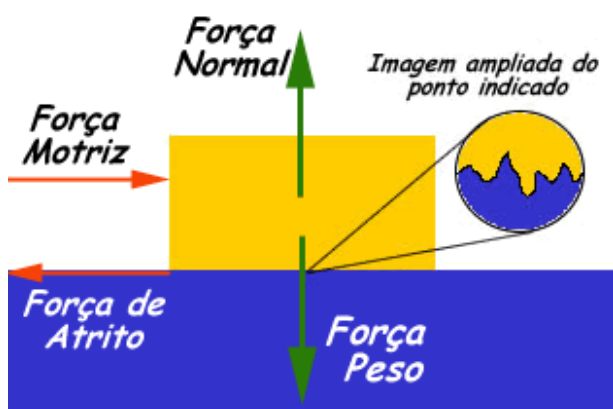 Força
Normal
Imagem ampliada do
ponto indicado
Força
Motriz
Força de
Atrito
Força
Peso